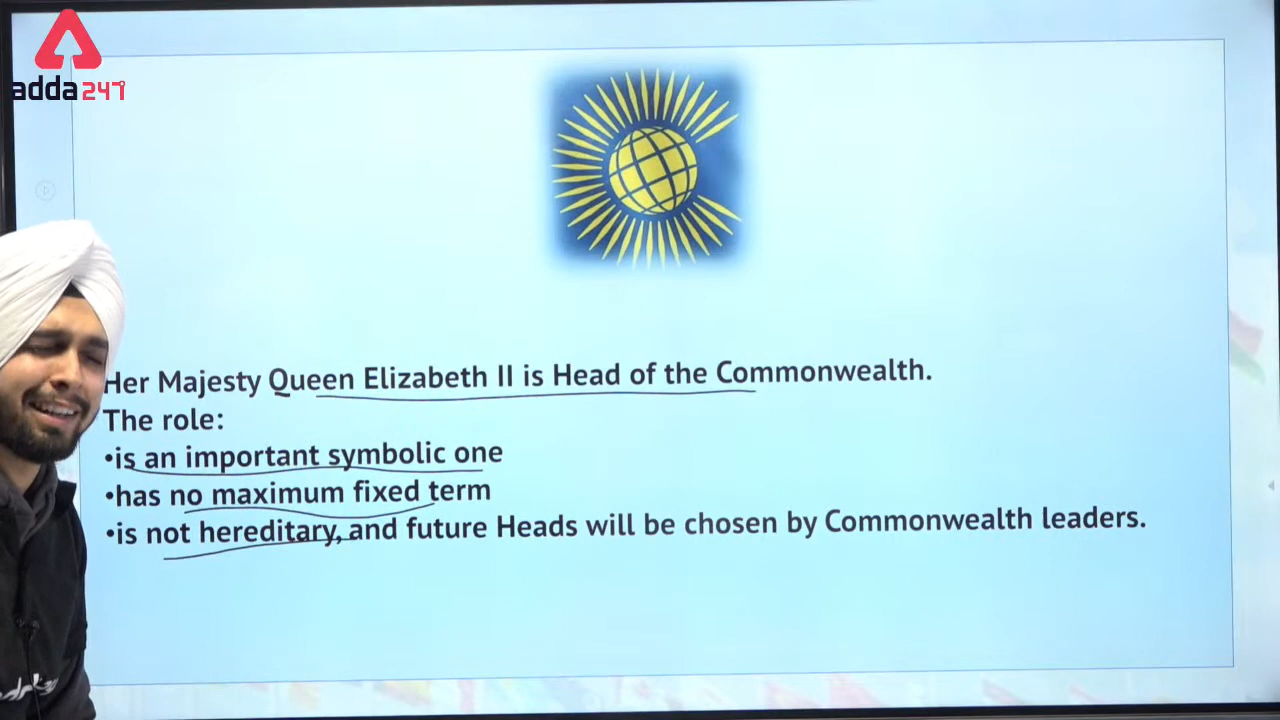 adda247
Her Majesty Queen Elizabeth II is Head of the Commonwealth.
The role:
•is an important symbolic one
•has no maximum fixed term
•is not hereditary, and future Heads will be chosen by Commonwealth leaders.